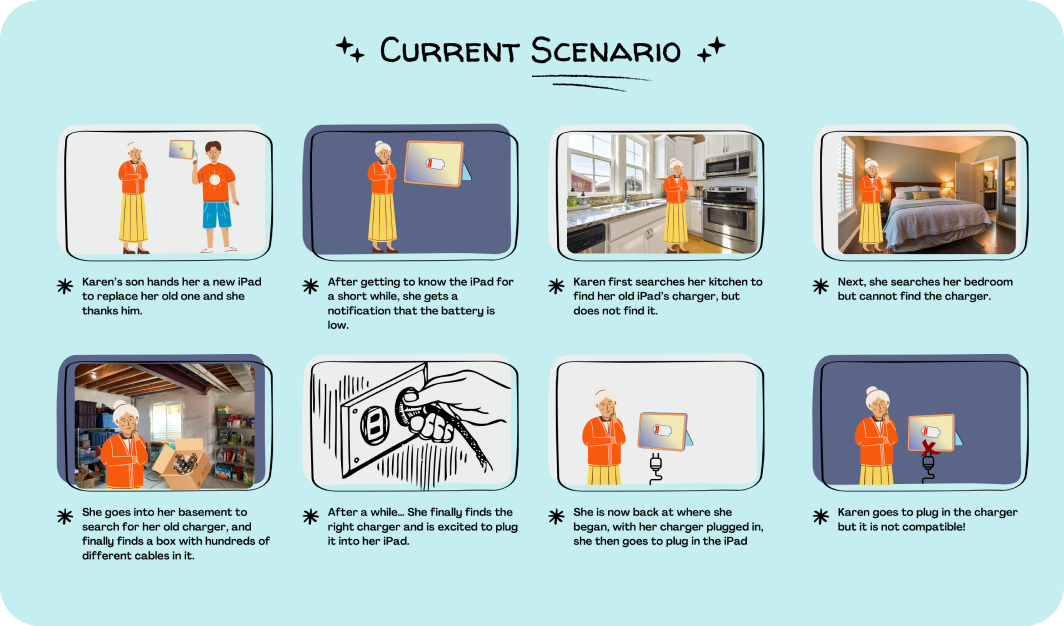 Current Scenario
Karen's son hands her a new iPad
to replace her old one and she
thanks him.
After getting to know the iPad for
a short while, she gets a
notification that the battery is
low.
Karen first searches her kitchen to
find her old iPad's charger, but
does not find it.
Next, she searches her bedroom
but cannot find the charger.
She goes into her basement to
search for her old charger, and
finally finds a box with hundreds of
different cables in it.
After a while... She finally finds the
right charger and is excited to plug
it into her iPad.
She is now back at where she
began, with her charger plugged in,
she then goes to plug in the iPad
Karen goes to plug in the charger
but it is not compatible!